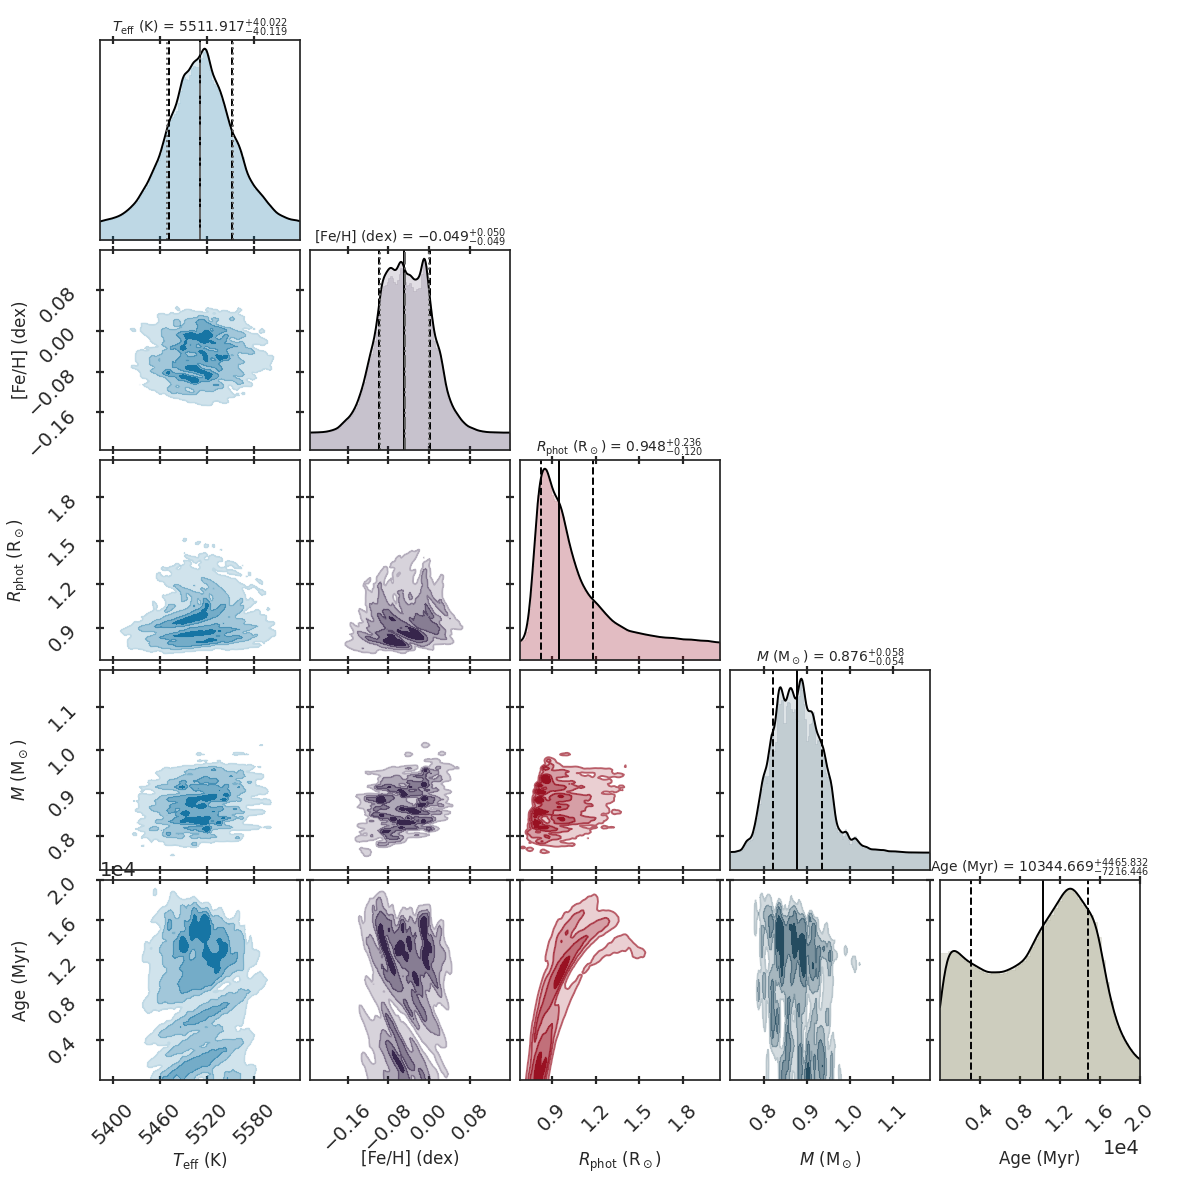 T_eff (K) = 5511.917 +40.022 −40.119
[Fe/H] (dex) = −0.049 +0.050 −0.049
[Fe/H] (dex)
0.08
0.00
−0.08
−0.16
R_phot (R⊙) = 0.948 +0.236 −0.120
R_phot (R⊙)
1.8
1.5
1.2
0.9
M (M⊙) = 0.876 +0.058 −0.054
M (M⊙)
1.1
1.0
0.9
0.8
1e4
Age (Myr) = 10344.669 +4465.832 −7216.446
Age (Myr)
2.0
1.6
1.2
0.8
0.4
5400 5460 5520 5580
−0.16 −0.08 0.00 0.08
0.9 1.2 1.5 1.8
0.8 0.9 1.0 1.1
0.4 0.8 1.2 1.6 2.0
1e4
T_eff (K)
[Fe/H] (dex)
R_phot (R⊙)
M (M⊙)
Age (Myr)